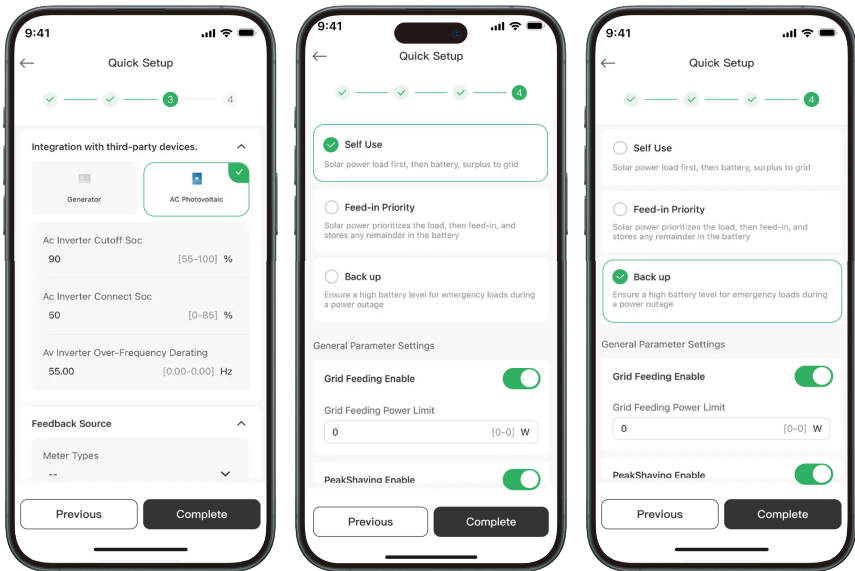 9:41
Quick Setup
3
4
Integration with third-party devices.
Generator
AC Photovoltaic
Ac Inverter Cutoff Soc
90 [55-100] %
Ac Inverter Connect Soc
50 [0-85] %
Av Inverter Over-Frequency Derating
55.00 [0.00-0.00] Hz
Feedback Source
Meter Types
--
Previous
Complete
9:41
Quick Setup
4
Self Use
Solar power load first, then battery, surplus to grid
Feed-in Priority
Solar power prioritizes the load, then feed-in, and
stores any remainder in the battery
Back up
Ensure a high battery level for emergency loads during
a power outage
General Parameter Settings
Grid Feeding Enable
Grid Feeding Power Limit
0 [0-0] W
PeakShaving Enable
Previous
Complete
9:41
Quick Setup
4
Self Use
Solar power load first, then battery, surplus to grid
Feed-in Priority
Solar power prioritizes the load, then feed-in, and
stores any remainder in the battery
Back up
Ensure a high battery level for emergency loads during
a power outage
General Parameter Settings
Grid Feeding Enable
Grid Feeding Power Limit
0 [0-0] W
PeakShaving Enable
Previous
Complete